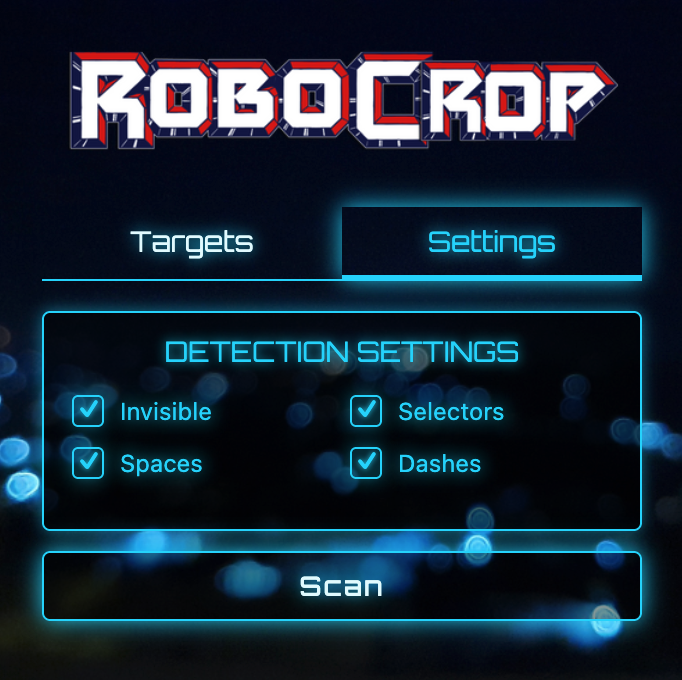 ROBOCROP
Targets Settings
DETECTION SETTINGS
Invisible Selectors
Spaces Dashes
Scan